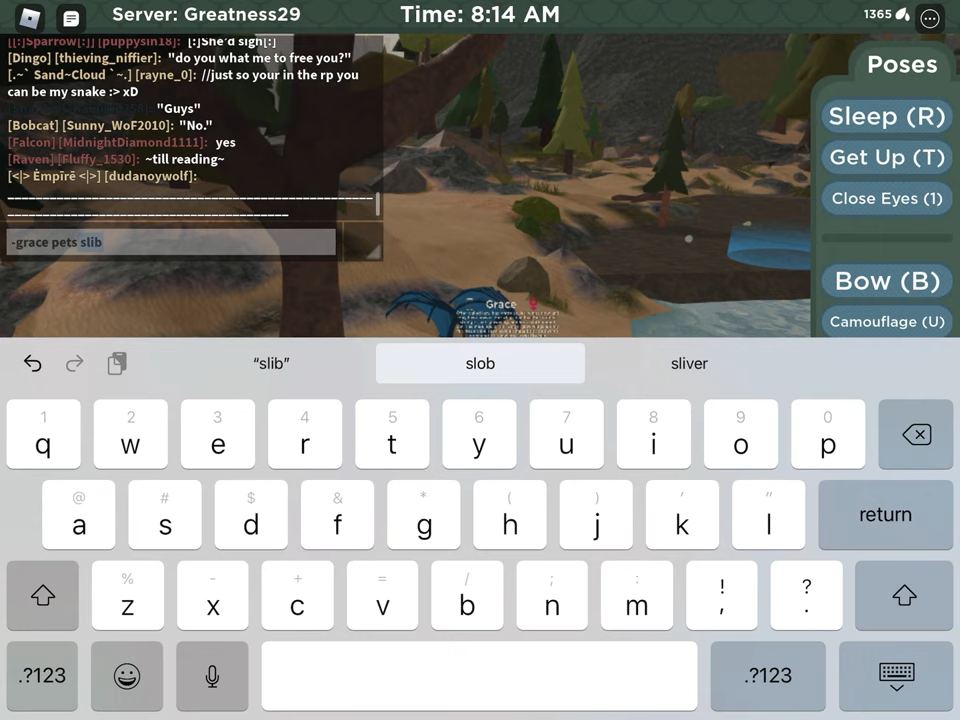 Server: Greatness29
Time: 8:14 AM
1365
[[:]Sparrow[:]] [puppysin18]: [:]She'd sigh[:]
[Dingo] [thieving_niffler]: "do you what me to free you?"
[.~` Sand~Cloud `~.] [rayne_0]: //just so your in the rp you
can be my snake :> xD
"Guys"
[Bobcat] [Sunny_WoF2010]: "No."
[Falcon] [MidnightDiamond1111]: yes
[Raven] [Fluffy_1530]: ~till reading~
[<|> Ėmpīrē <|>] [dudanoywolf]:
-grace pets slib
Grace
Poses
Sleep (R)
Get Up (T)
Close Eyes (1)
Bow (B)
Camouflage (U)
“slib” slob sliver
1 2 3 4 5 6 7 8 9 0
q w e r t y u i o p
@ # $ & * ( ) ' "
a s d f g h j k l return
% - + = / ; : ! ?
z x c v b n m , .
.?123 .?123